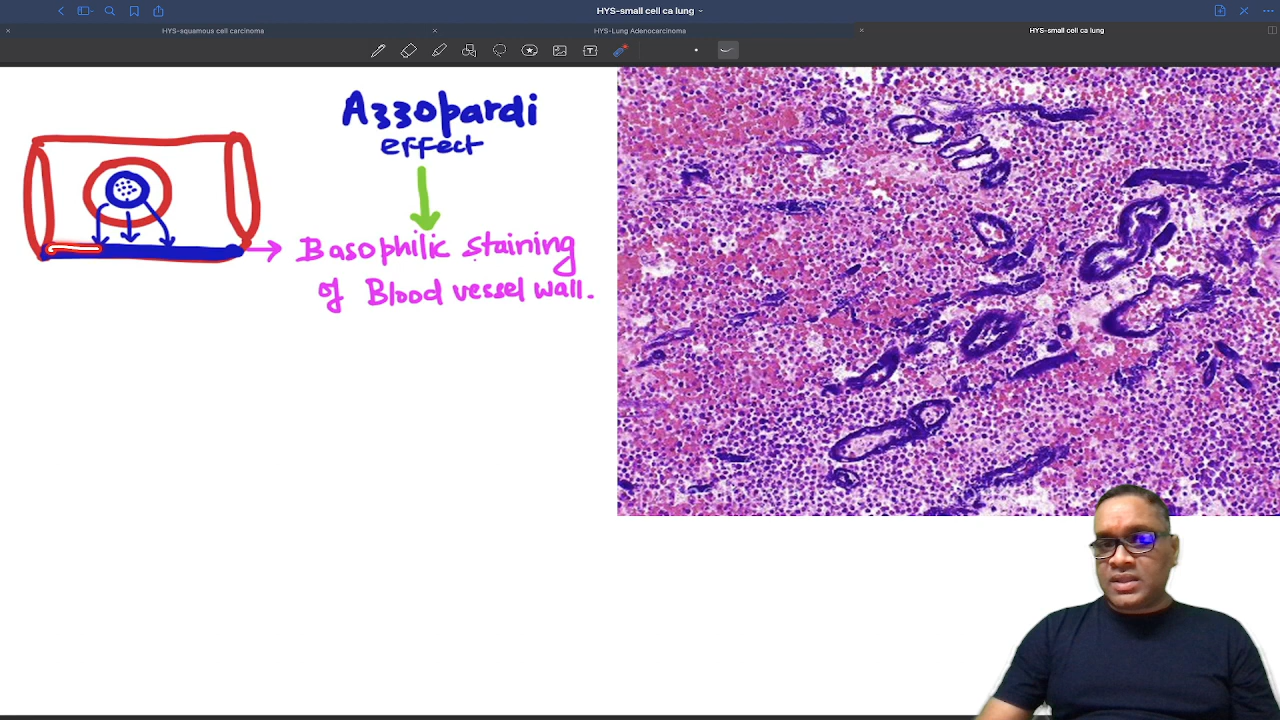 HYS-small cell ca lung
HYS-squamous cell carcinoma
HYS-Lung Adenocarcinoma
HYS-small cell ca lung
Azzopardi
effect
Basophilic staining
of Blood vessel wall.